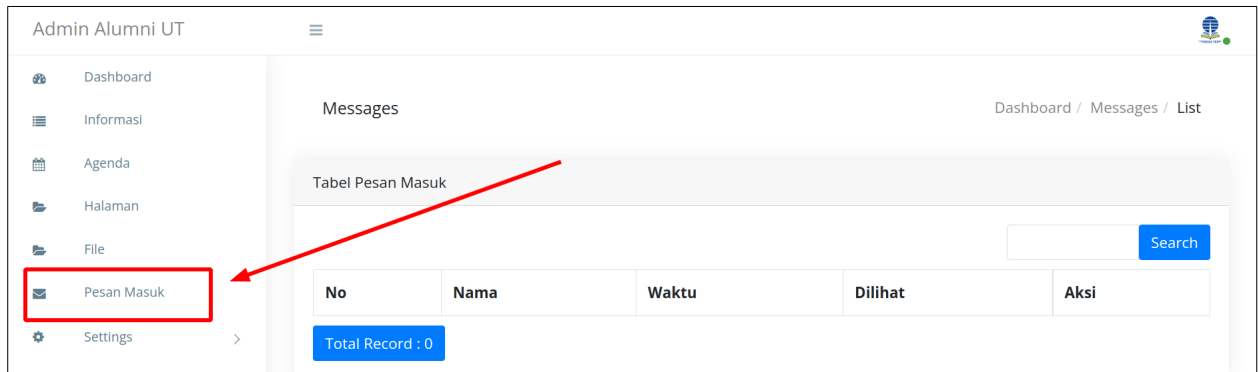 Admin Alumni UT
Dashboard
Informasi
Agenda
Halaman
File
Pesan Masuk
Settings
Messages
Dashboard / Messages / List
Tabel Pesan Masuk
Search
No Nama Waktu Dilihat Aksi
Total Record : 0